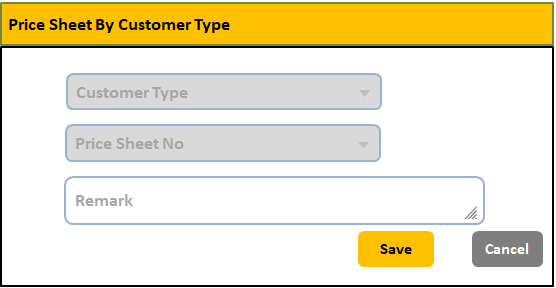 Price Sheet By Customer Type
Customer Type
Price Sheet No
Remark
Save
Cancel